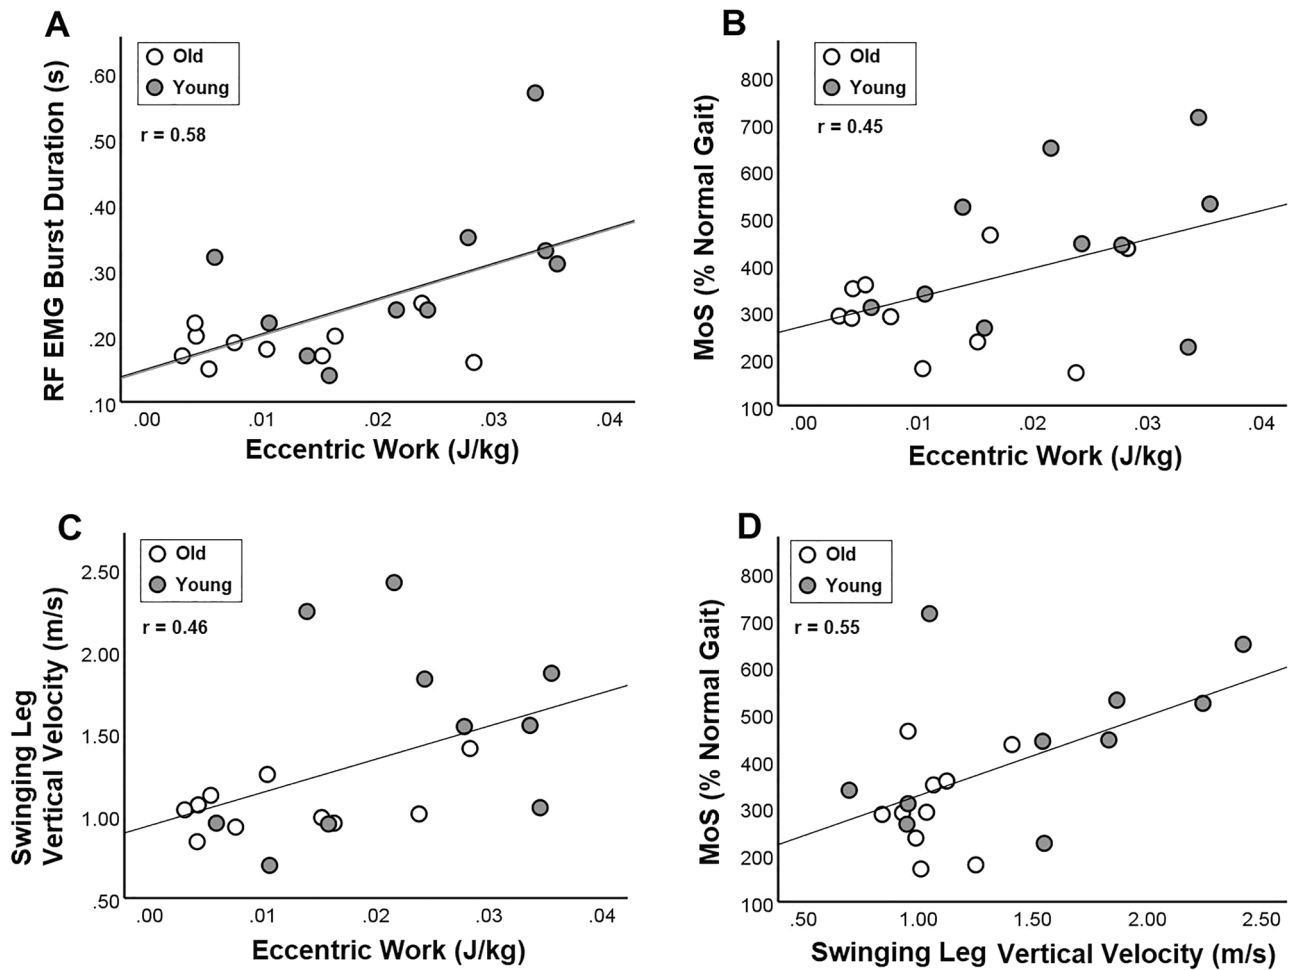 A
Old
Young
r = 0.58
RF EMG Burst Duration (s)
.60
.50
.40
.30
.20
.10
.00 .01 .02 .03 .04
Eccentric Work (J/kg)
B
Old
Young
r = 0.45
MoS (% Normal Gait)
800
700
600
500
400
300
200
100
.00 .01 .02 .03 .04
Eccentric Work (J/kg)
C
Old
Young
r = 0.46
Swinging Leg
Vertical Velocity (m/s)
2.50
2.00
1.50
1.00
.50
.00 .01 .02 .03 .04
Eccentric Work (J/kg)
D
Old
Young
r = 0.55
MoS (% Normal Gait)
800
700
600
500
400
300
200
100
.50 1.00 1.50 2.00 2.50
Swinging Leg Vertical Velocity (m/s)